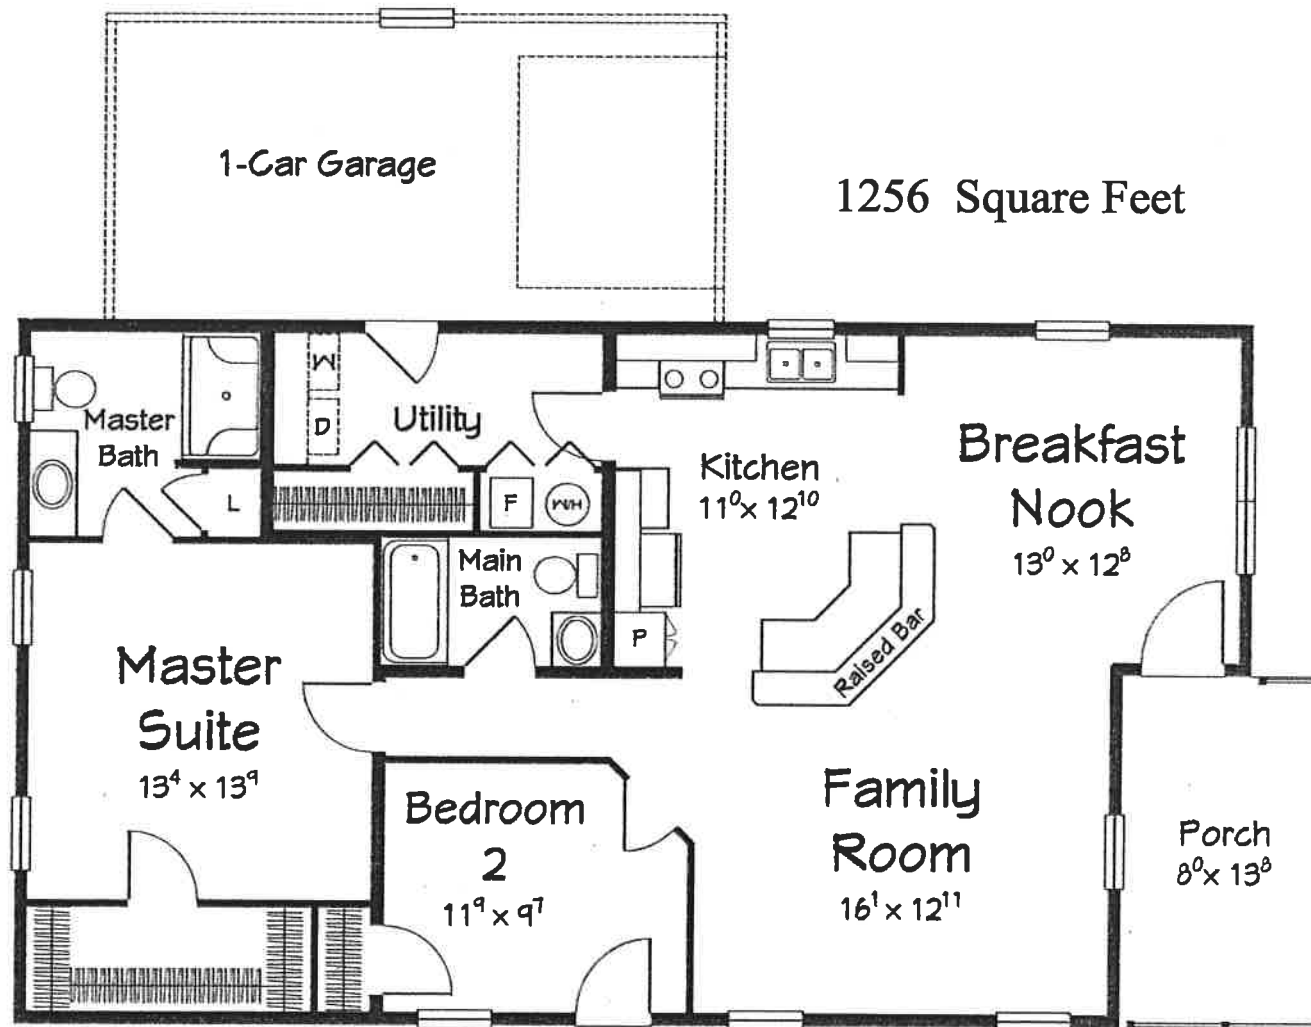 1-Car Garage
1256 Square Feet
Master
Bath
L
W
D
Utility
F
W/H
Kitchen
11⁰ x 12¹⁰
Breakfast
Nook
13⁰ x 12⁸
Main
Bath
P
Raised Bar
Master
Suite
13⁴ x 13⁹
Bedroom
2
11⁹ x 9⁷
Family
Room
16¹ x 12¹¹
Porch
8⁰ x 13⁸